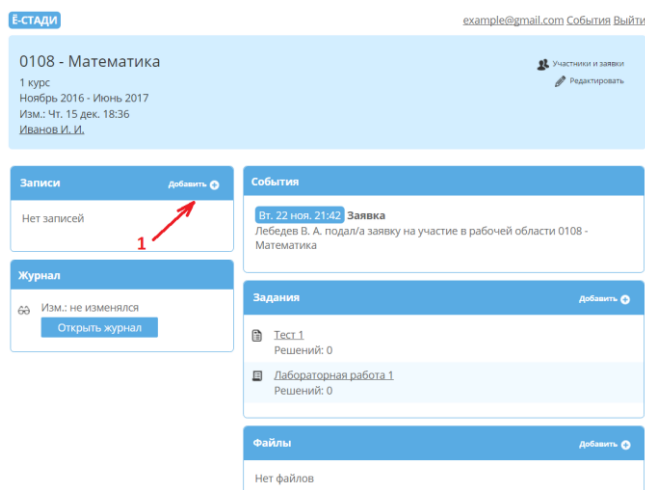 Ё-СТАДИ
example@gmail.com События Выйти
0108 - Математика
1 курс
Ноябрь 2016 - Июнь 2017
Изм.: Чт. 15 дек. 18:36
Иванов И. И.
Участники и заявки
Редактировать
Записи Добавить
Нет записей
1
Журнал
Изм.: не изменялся
Открыть журнал
События
Вт. 22 ноя. 21:42 Заявка
Лебедев В. А. подал/а заявку на участие в рабочей области 0108 -
Математика
Задания Добавить
Тест 1
Решений: 0
Лабораторная работа 1
Решений: 0
Файлы Добавить
Нет файлов